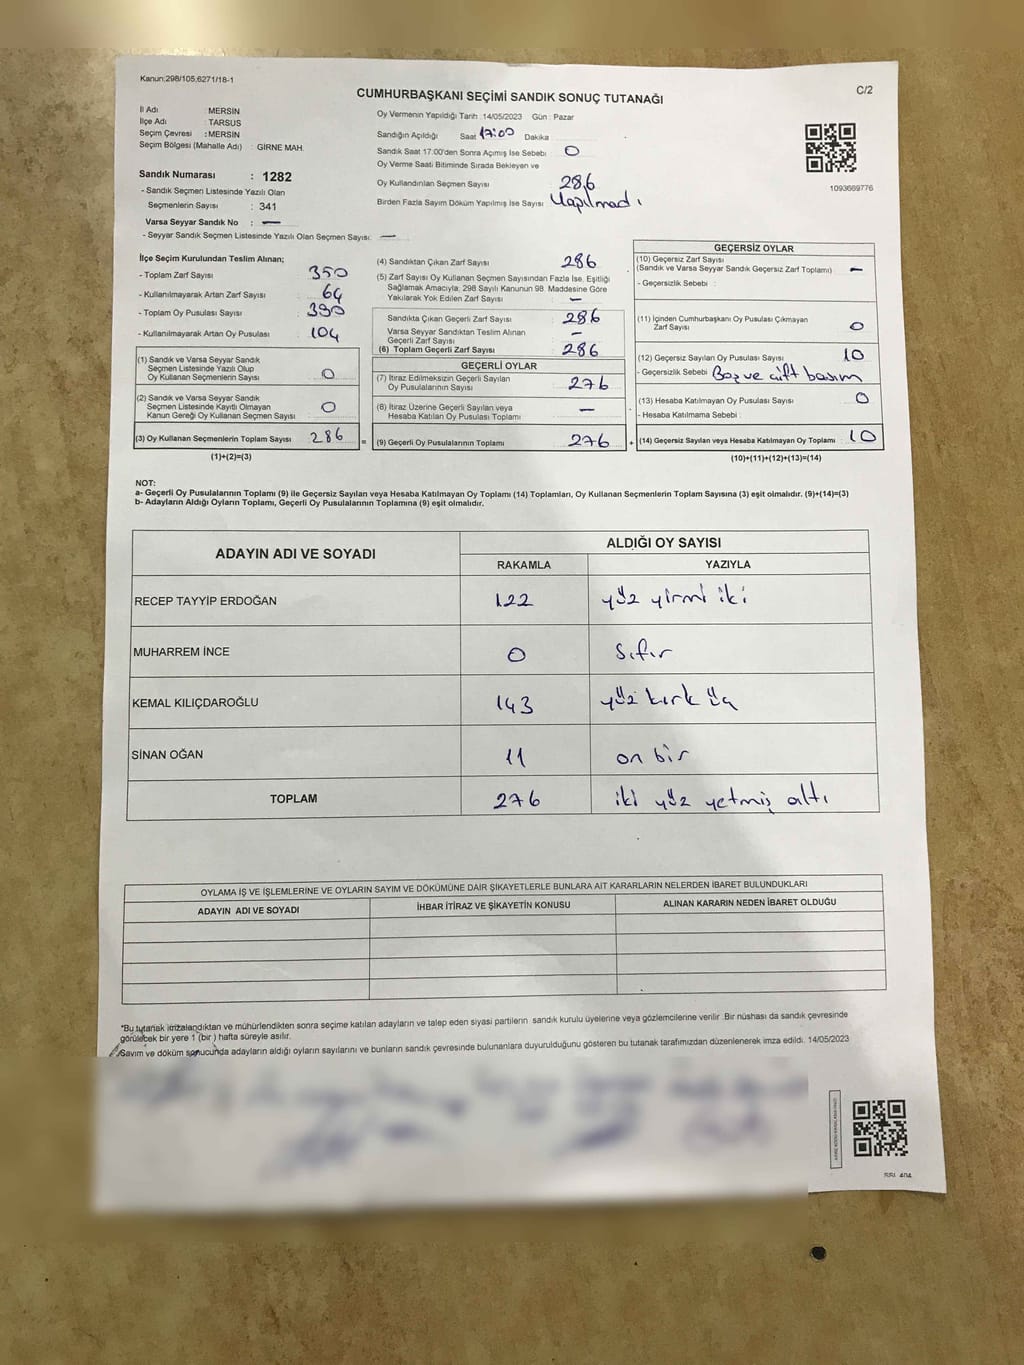 Kanun:298/105,6271/18-1
C/2
CUMHURBAŞKANI SEÇİMİ SANDIK SONUÇ TUTANAĞI
İl Adı : MERSİN
İlçe Adı : TARSUS
Seçim Çevresi : MERSİN
Seçim Bölgesi (Mahalle Adı) : GİRNE MAH.
Sandık Numarası : 1282
- Sandık Seçmen Listesinde Yazılı Olan
Seçmenlerin Sayısı : 341
Varsa Seyyar Sandık No : —
- Seyyar Sandık Seçmen Listesinde Yazılı Olan Seçmen Sayısı: —
Oy Vermenin Yapıldığı Tarih :14/05/2023 Gün : Pazar
Sandığın Açıldığı Saat 17:00 Dakika
Sandık Saat 17:00'den Sonra Açımış İse Sebebi O
Oy Verme Saati Bitiminde Sırada Bekleyen ve
Oy Kullandırılan Seçmen Sayısı 286
Birden Fazla Sayım Döküm Yapılmış İse Sayısı Yapılmadı
1093669776
İlçe Seçim Kurulundan Teslim Alınan;
- Toplam Zarf Sayısı 350
- Kullanılmayarak Artan Zarf Sayısı 64
- Toplam Oy Pusulası Sayısı 390
- Kullanılmayarak Artan Oy Pusulası 104
(1) Sandık ve Varsa Seyyar Sandık
Seçmen Listesinde Yazılı Olup
Oy Kullanan Seçmenlerin Sayısı 0
(2) Sandık ve Varsa Seyyar Sandık
Seçmen Listesinde Kayıtlı Olmayan
Kanun Gereği Oy Kullanan Seçmen Sayısı 0
(3) Oy Kullanan Seçmenlerin Toplam Sayısı 286 =
(1)+(2)=(3)
(4) Sandıktan Çıkan Zarf Sayısı 286
(5) Zarf Sayısı Oy Kullanan Seçmen Sayısından Fazla İse, Eşitliği
Sağlamak Amacıyla; 298 Sayılı Kanunun 98. Maddesine Göre
Yakılarak Yok Edilen Zarf Sayısı —
Sandıkta Çıkan Geçerli Zarf Sayısı 286
Varsa Seyyar Sandıktan Teslim Alınan
Geçerli Zarf Sayısı —
(6) Toplam Geçerli Zarf Sayısı 286
GEÇERLİ OYLAR
(7) İtiraz Edilmeksizin Geçerli Sayılan
Oy Pusulalarının Sayısı 276
(8) İtiraz Üzerine Geçerli Sayılan veya
Hesaba Katılan Oy Pusulası Toplamı —
(9) Geçerli Oy Pusulalarının Toplamı 276 +
GEÇERSİZ OYLAR
(10) Geçersiz Zarf Sayısı
(Sandık ve Varsa Seyyar Sandık Geçersiz Zarf Toplamı) —
- Geçersizlik Sebebi :
(11) İçinden Cumhurbaşkanı Oy Pusulası Çıkmayan
Zarf Sayısı 0
(12) Geçersiz Sayılan Oy Pusulası Sayısı 10
- Geçersizlik Sebebi Boş ve çift basım
(13) Hesaba Katılmayan Oy Pusulası Sayısı 0
- Hesaba Katılmama Sebebi
(14) Geçersiz Sayılan veya Hesaba Katılmayan Oy Toplamı 10
(10)+(11)+(12)+(13)=(14)
NOT:
a- Geçerli Oy Pusulalarının Toplamı (9) ile Geçersiz Sayılan veya Hesaba Katılmayan Oy Toplamı (14) Toplamları, Oy Kullanan Seçmenlerin Toplam Sayısına (3) eşit olmalıdır. (9)+(14)=(3)
b- Adayların Aldığı Oyların Toplamı, Geçerli Oy Pusulalarının Toplamına (9) eşit olmalıdır.
ADAYIN ADI VE SOYADI ALDIĞI OY SAYISI
RAKAMLA YAZIYLA
RECEP TAYYİP ERDOĞAN 122 yüz yirmi iki
MUHARREM İNCE 0 Sıfır
KEMAL KILIÇDAROĞLU 143 yüz kırk üç
SİNAN OĞAN 11 on bir
TOPLAM 276 iki yüz yetmiş altı
OYLAMA İŞ VE İŞLEMLERİNE VE OYLARIN SAYIM VE DÖKÜMÜNE DAİR ŞİKAYETLERLE BUNLARA AİT KARARLARIN NELERDEN İBARET BULUNDUKLARI
ADAYIN ADI VE SOYADI İHBAR İTİRAZ VE ŞİKAYETİN KONUSU ALINAN KARARIN NEDEN İBARET OLDUĞU
*Bu tutanak imzalandıktan ve mühürlendikten sonra seçime katılan adayların ve talep eden siyasi partilerin sandık kurulu üyelerine veya gözlemcilerine verilir. Bir nüshası da sandık çevresinde
görülecek bir yere 1 (bir ) hafta süreyle asılır.
Sayım ve döküm sonucunda adayların aldığı oyların sayılarını ve bunların sandık çevresinde bulunanlara duyurulduğunu gösteren bu tutanak tarafımızdan düzenlenerek imza edildi. 14/05/2023